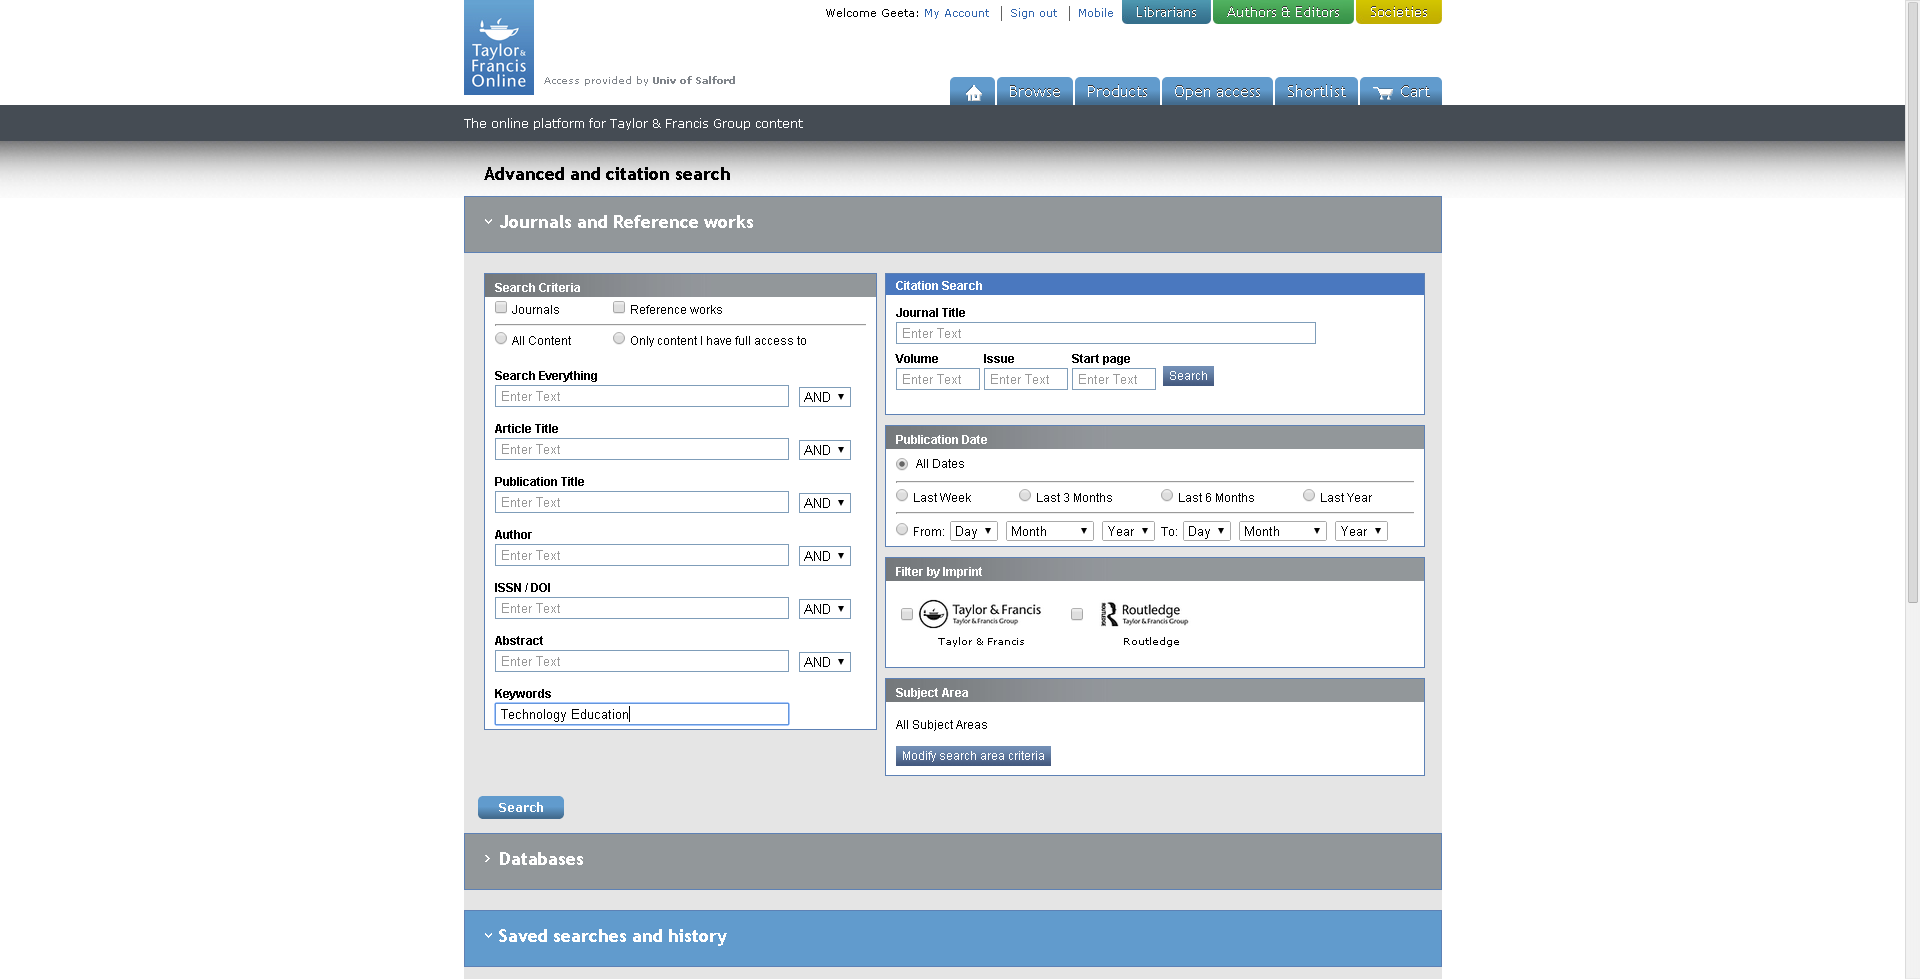 Welcome Geeta: My Account | Sign out | Mobile Librarians Authors & Editors Societies
Taylor &
Francis
Online
Access provided by Univ of Salford
Browse Products Open access Shortlist Cart
The online platform for Taylor & Francis Group content
Advanced and citation search
Journals and Reference works
Search Criteria
Journals Reference works
All Content Only content I have full access to
Search Everything
Enter Text AND
Article Title
Enter Text AND
Publication Title
Enter Text AND
Author
Enter Text AND
ISSN / DOI
Enter Text AND
Abstract
Enter Text AND
Keywords
Technology Education
Citation Search
Journal Title
Enter Text
Volume Issue Start page
Enter Text Enter Text Enter Text Search
Publication Date
All Dates
Last Week Last 3 Months Last 6 Months Last Year
From: Day Month Year To: Day Month Year
Filter by Imprint
Taylor & Francis
Taylor & Francis Group
Taylor & Francis
ROUTLEDGE
Routledge
Taylor & Francis Group
Routledge
Subject Area
All Subject Areas
Modify search area criteria
Search
Databases
Saved searches and history